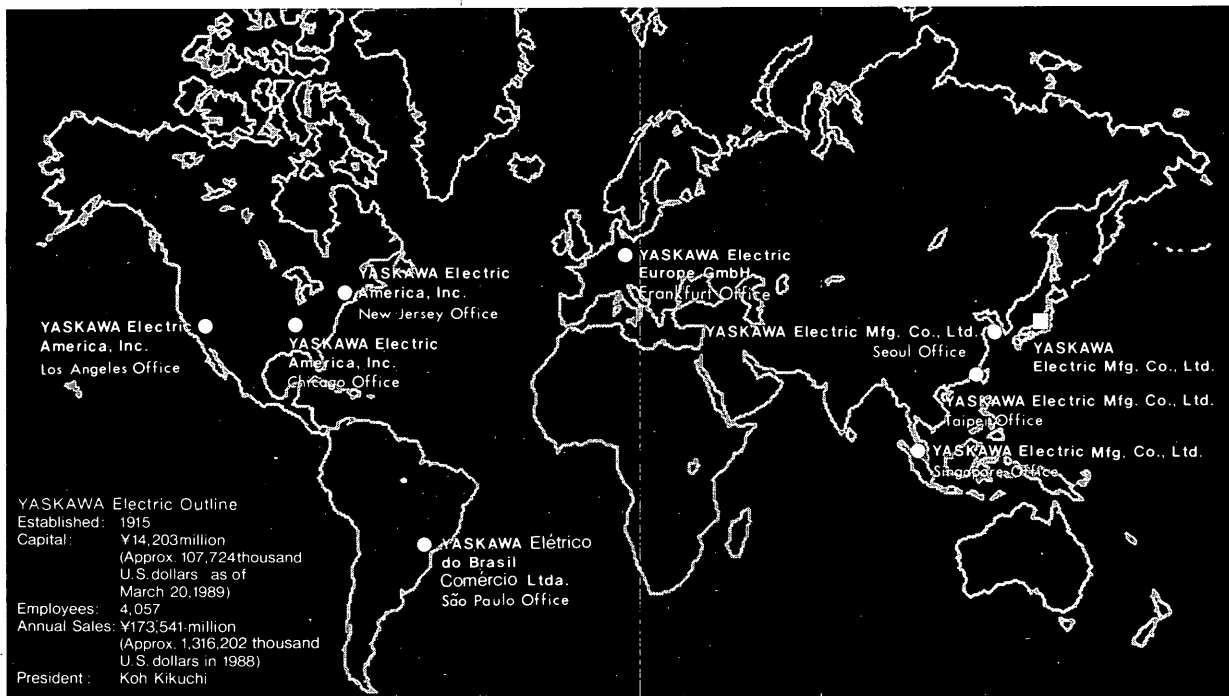 YASKAWA Electric
America, Inc.
Los Angeles Office
YASKAWA Electric
America, Inc.
New Jersey Office
YASKAWA Electric
America, Inc.
Chicago Office
YASKAWA Electric
Europe GmbH
Frankfurt Office
YASKAWA Electric Mfg. Co., Ltd.
Seoul Office
YASKAWA
Electric Mfg. Co., Ltd.
YASKAWA Electric Mfg. Co., Ltd.
Taipei Office
YASKAWA Electric Mfg. Co., Ltd.
Singapore Office
YASKAWA Elétrico
do Brasil
Comércio Ltda.
São Paulo Office
YASKAWA Electric Outline
Established: 1915
Capital: ¥14,203million
(Approx. 107,724thousand
U.S.dollars as of
March 20,1989)
Employees: 4,057
Annual Sales: ¥173,541 million
(Approx. 1,316,202 thousand
U.S.dollars in 1988)
President: Koh Kikuchi